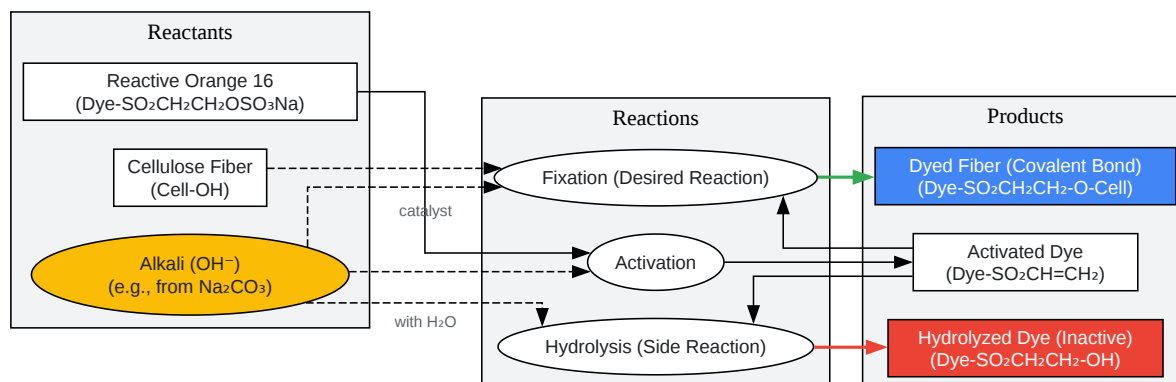 Reactants
Reactive Orange 16
(Dye-SO₂CH₂CH₂OSO₃Na)
Cellulose Fiber
(Cell-OH)
Alkali (OH⁻)
(e.g., from Na₂CO₃)
catalyst
with H₂O
Reactions
Fixation (Desired Reaction)
Activation
Hydrolysis (Side Reaction)
Products
Dyed Fiber (Covalent Bond)
(Dye-SO₂CH₂CH₂-O-Cell)
Activated Dye
(Dye-SO₂CH=CH₂)
Hydrolyzed Dye (Inactive)
(Dye-SO₂CH₂CH₂-OH)